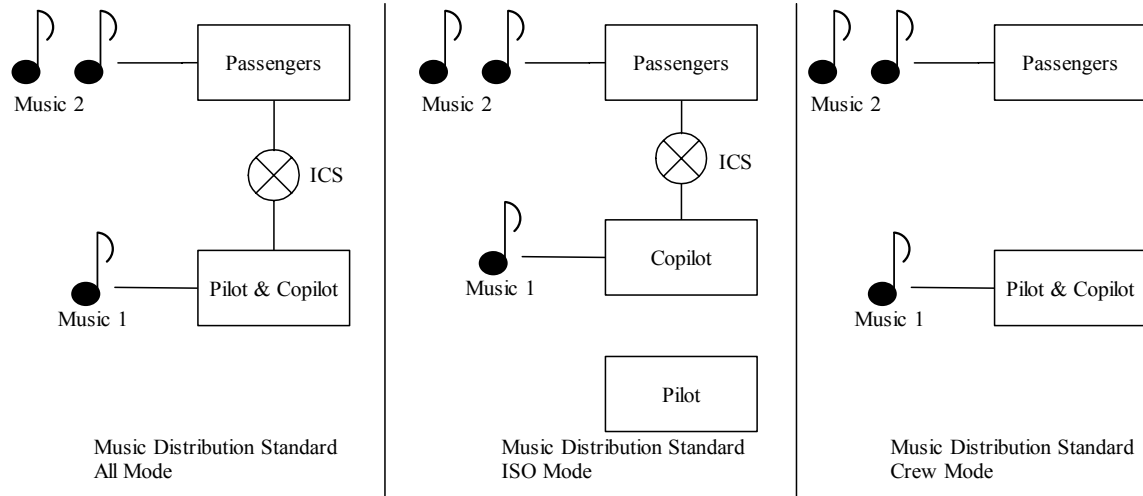 Passengers
Music 2
ICS
Pilot & Copilot
Music 1
Music Distribution Standard
All Mode
Passengers
Music 2
ICS
Copilot
Music 1
Pilot
Music Distribution Standard
ISO Mode
Passengers
Music 2
Pilot & Copilot
Music 1
Music Distribution Standard
Crew Mode